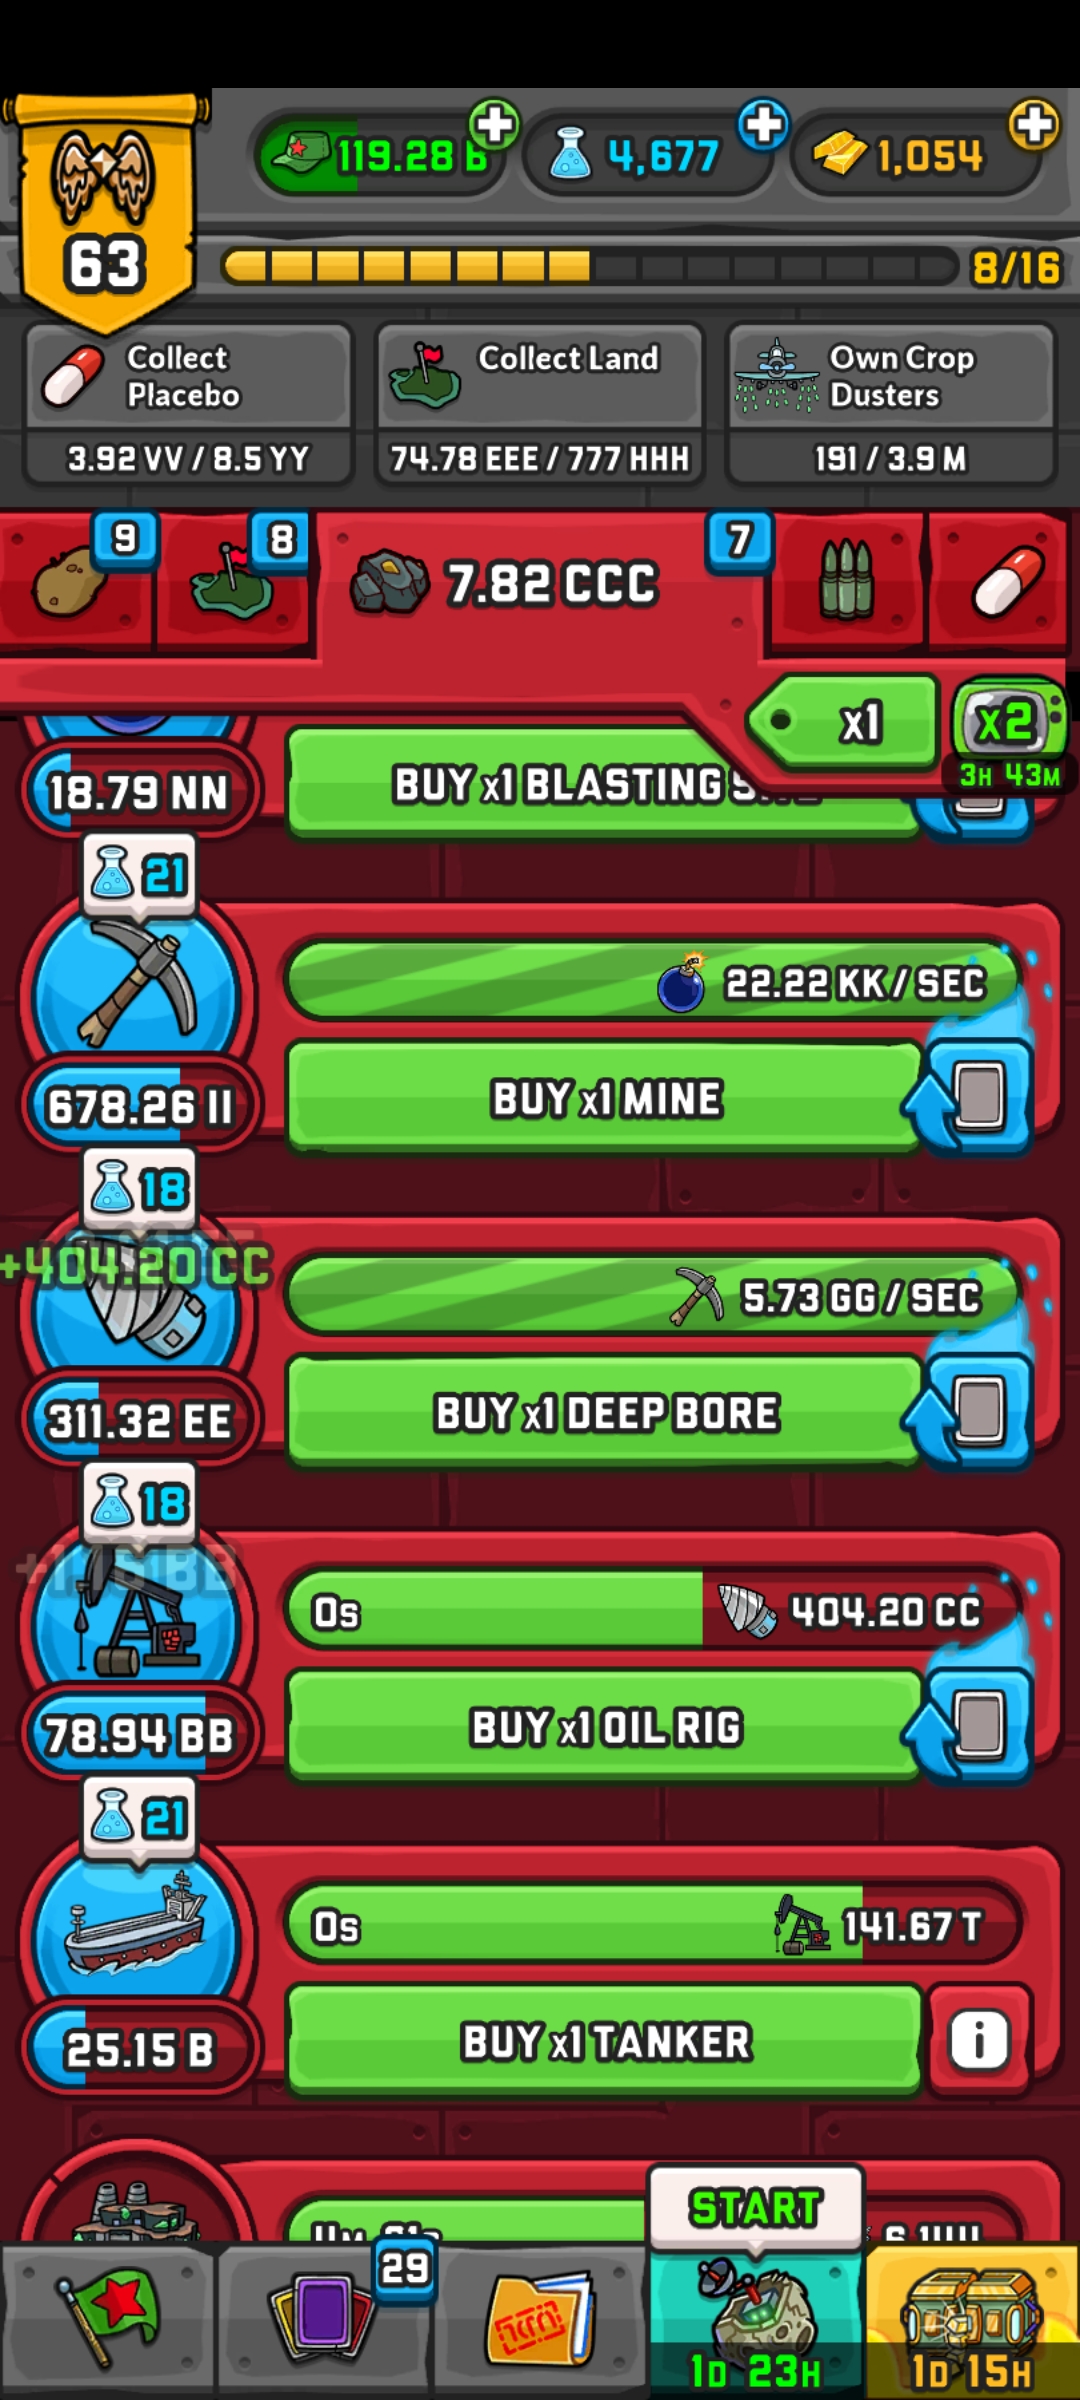 119.28 B
4,677
1,054
63
8/16
Collect
Placebo
Collect Land
Own Crop
Dusters
3.92 VV / 8.5 YY
74.78 EEE / 777 HHH
191 / 3.9 M
9
8
7.82 CCC
7
x1
x2
3H 43M
18.79 NN
BUY x1 BLASTING
21
22.22 KK / SEC
678.26 II
BUY x1 MINE
18
+404.20 CC
5.73 GG / SEC
311.32 EE
BUY x1 DEEP BORE
18
0s
404.20 CC
78.94 BB
BUY x1 OIL RIG
21
0s
141.67 T
25.15 B
BUY x1 TANKER
START
29
1D 23H
1D 15H